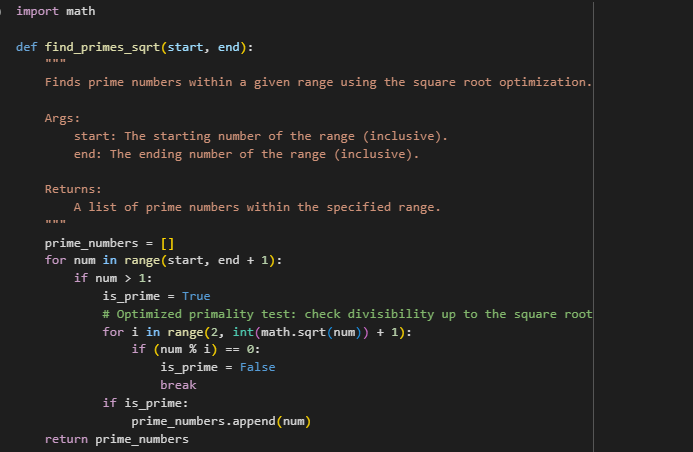 import math

def find_primes_sqrt(start, end):
    """
    Finds prime numbers within a given range using the square root optimization.

    Args:
        start: The starting number of the range (inclusive).
        end: The ending number of the range (inclusive).

    Returns:
        A list of prime numbers within the specified range.
    """
    prime_numbers = []
    for num in range(start, end + 1):
        if num > 1:
            is_prime = True
            # Optimized primality test: check divisibility up to the square root
            for i in range(2, int(math.sqrt(num)) + 1):
                if (num % i) == 0:
                    is_prime = False
                    break
            if is_prime:
                prime_numbers.append(num)
    return prime_numbers